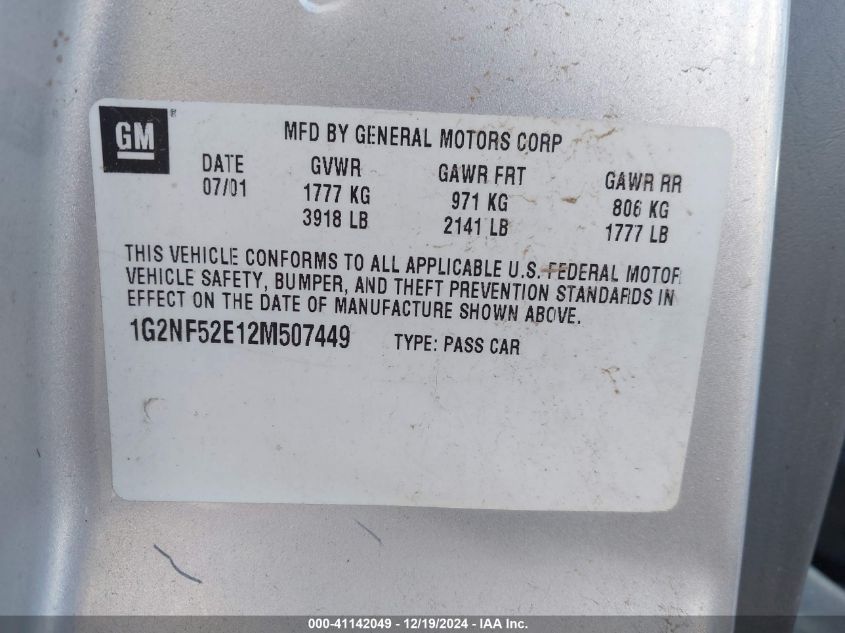 GM®
MFD BY GENERAL MOTORS CORP
DATE GVWR GAWR FRT GAWR RR
07/01 1777 KG 971 KG 806 KG
3918 LB 2141 LB 1777 LB
THIS VEHICLE CONFORMS TO ALL APPLICABLE U.S. FEDERAL MOTOR
VEHICLE SAFETY, BUMPER, AND THEFT PREVENTION STANDARDS IN
EFFECT ON THE DATE OF MANUFACTURE SHOWN ABOVE.
1G2NF52E12M507449 TYPE: PASS CAR
000-41142049 - 12/19/2024 - IAA Inc.